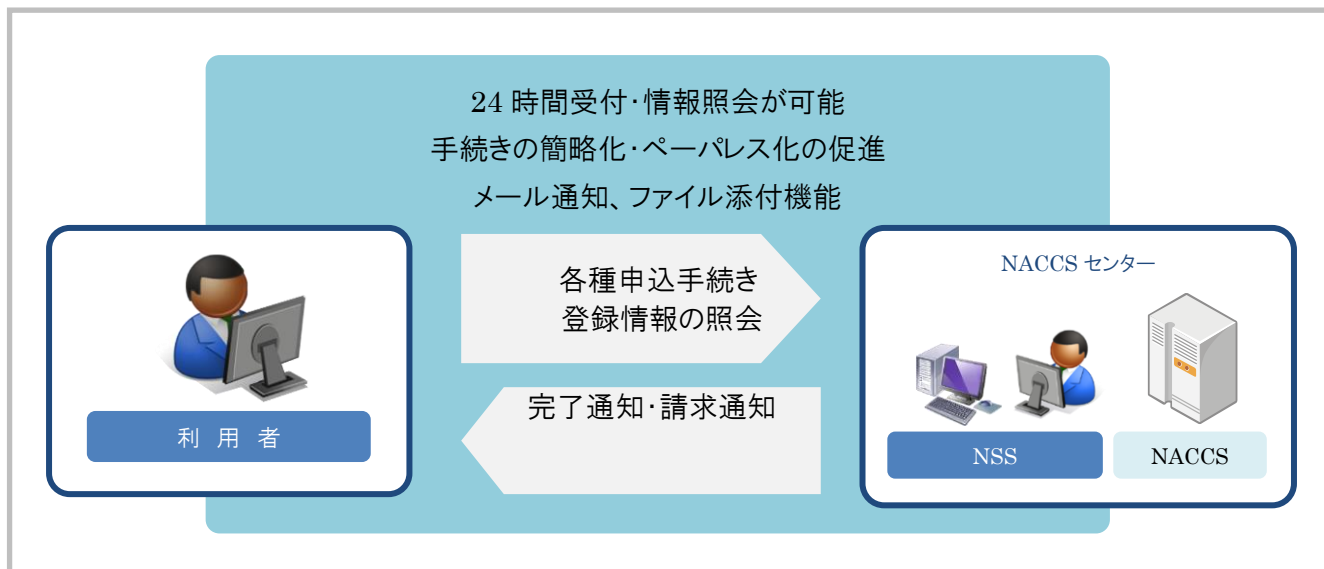 24 時間受付・情報照会が可能
手続きの簡略化・ペーパレス化の促進
メール通知、ファイル添付機能
NACCS センター
各種申込手続き
登録情報の照会
完了通知・請求通知
利 用 者
NSS
NACCS